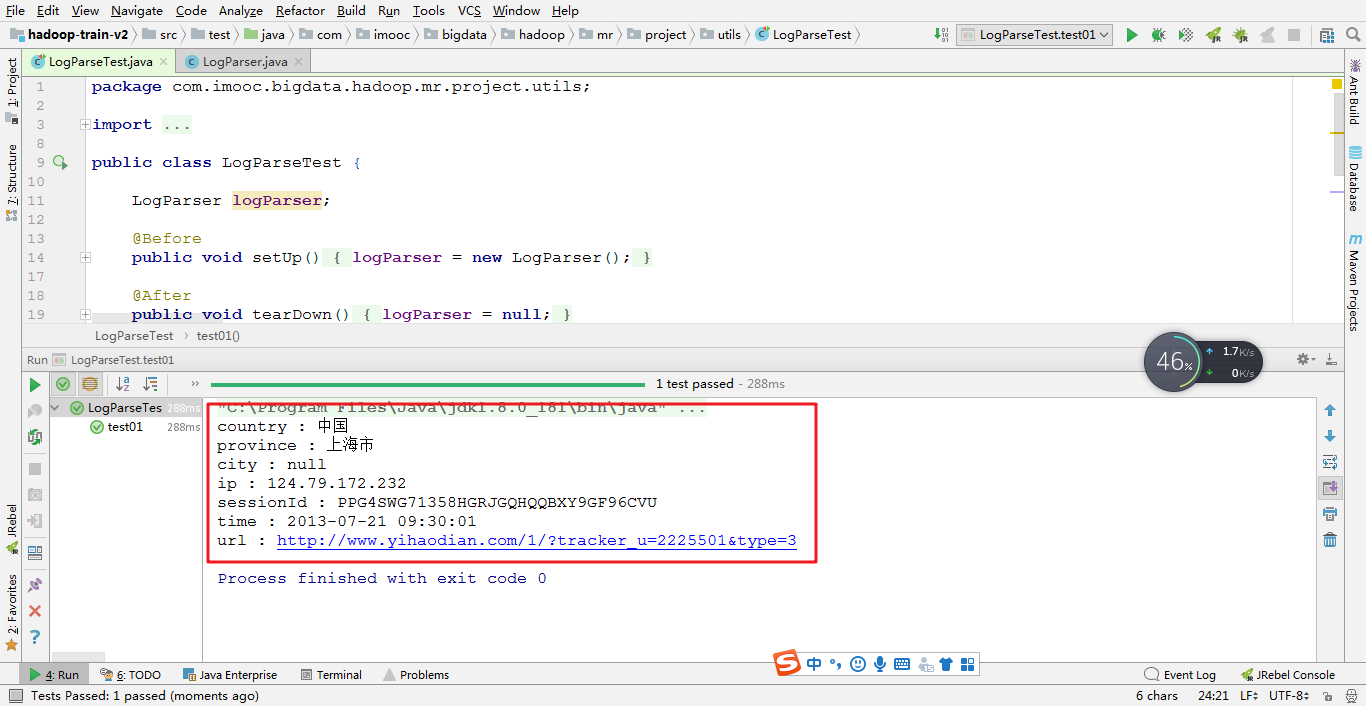 File Edit View Navigate Code Analyze Refactor Build Run Tools VCS Window Help
hadoop-train-v2 src test java com imooc bigdata hadoop mr project utils LogParseTest LogParseTest.test01
LogParseTest.java LogParser.java
1: Project
7: Structure
JRebel
2: Favorites
1 package com.imooc.bigdata.hadoop.mr.project.utils;
2
3 import ...
8
9 public class LogParseTest {
10
11 LogParser logParser;
12
13 @Before
14 public void setUp() { logParser = new LogParser(); }
17
18 @After
19 public void tearDown() { logParser = null; }
LogParseTest test01()
Ant Build
Database
Maven Projects
Run LogParseTest.test01
46% 1.7K/s
0K/s
1 test passed - 288ms
LogParseTes 288ms
test01 288ms
"C:\Program Files\Java\jdk1.8.0_181\bin\java" ...
country : 中国
province : 上海市
city : null
ip : 124.79.172.232
sessionId : PPG4SWG71358HGRJGQHQQBXY9GF96CVU
time : 2013-07-21 09:30:01
url : http://www.yihaodian.com/1/?tracker_u=2225501&type=3
Process finished with exit code 0
中
4: Run 6: TODO Java Enterprise Terminal Problems Event Log JRebel Console
Tests Passed: 1 passed (moments ago) 6 chars 24:21 LF UTF-8